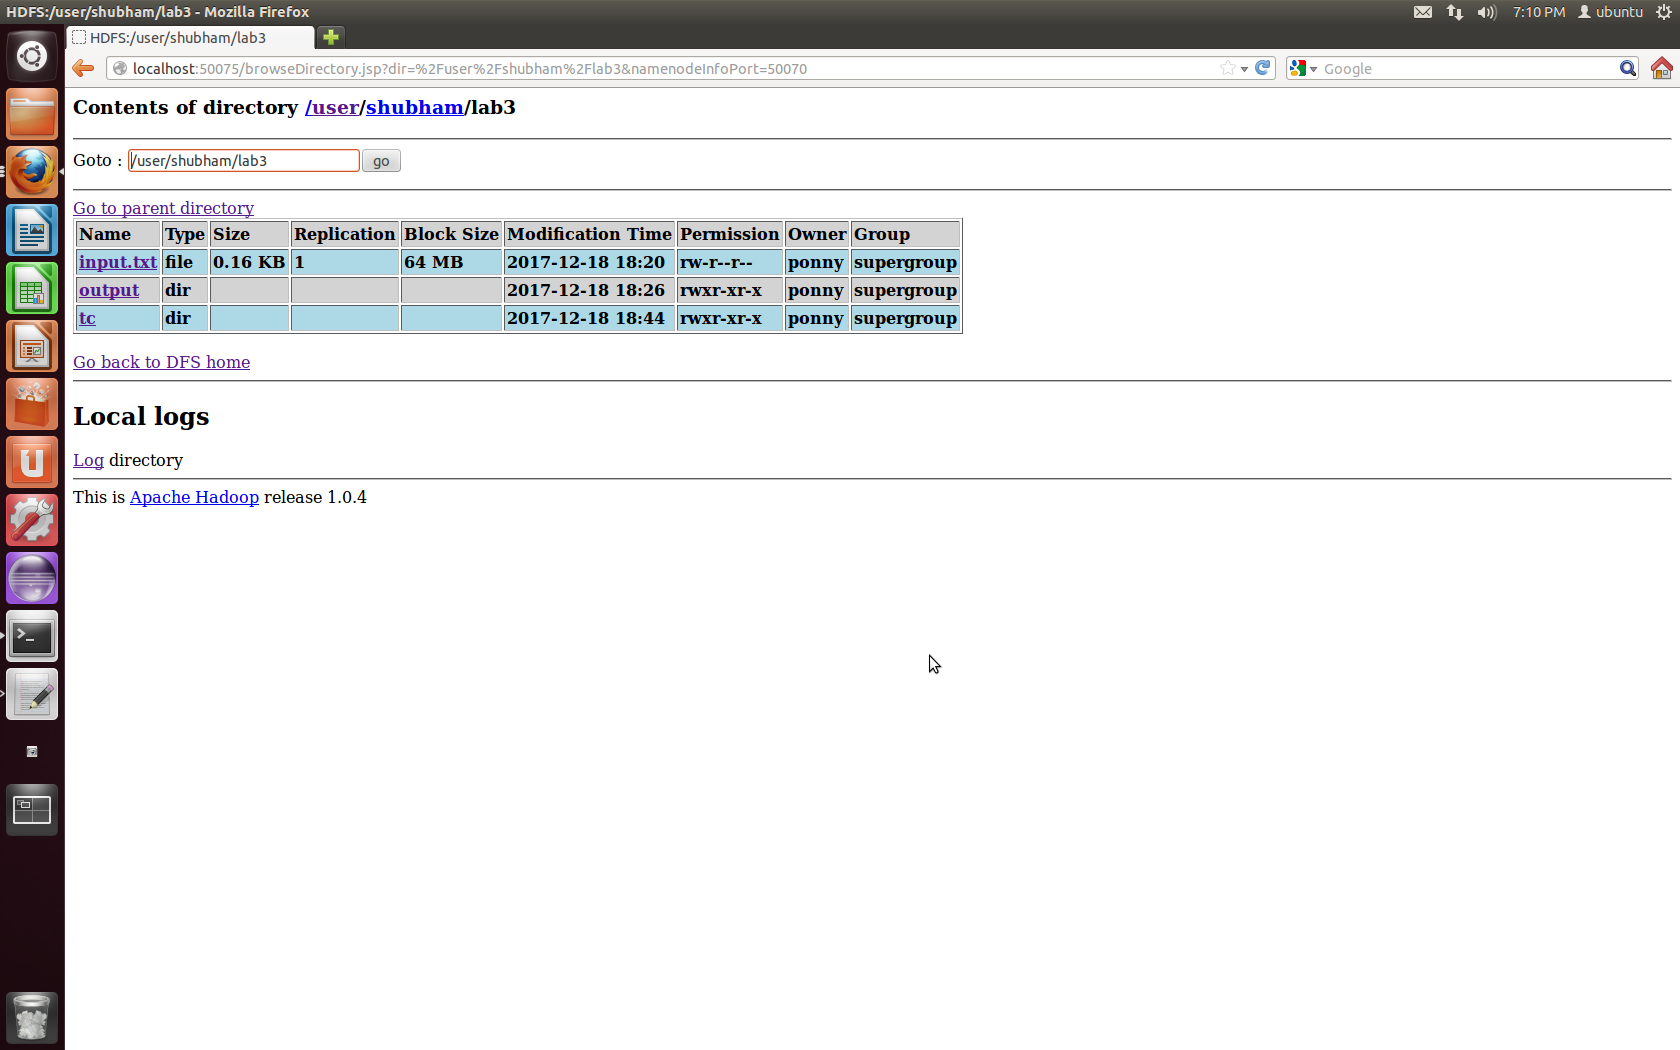 HDFS:/user/shubham/lab3 - Mozilla Firefox
7:10 PM ubuntu
HDFS:/user/shubham/lab3
localhost:50075/browseDirectory.jsp?dir=%2Fuser%2Fshubham%2Flab3&namenodeInfoPort=50070
Google
Contents of directory /user/shubham/lab3
Goto : /user/shubham/lab3 go
Go to parent directory
Name Type Size Replication Block Size Modification Time Permission Owner Group
input.txt file 0.16 KB 1 64 MB 2017-12-18 18:20 rw-r--r-- ponny supergroup
output dir 2017-12-18 18:26 rwxr-xr-x ponny supergroup
tc dir 2017-12-18 18:44 rwxr-xr-x ponny supergroup
Go back to DFS home
Local logs
Log directory
This is Apache Hadoop release 1.0.4